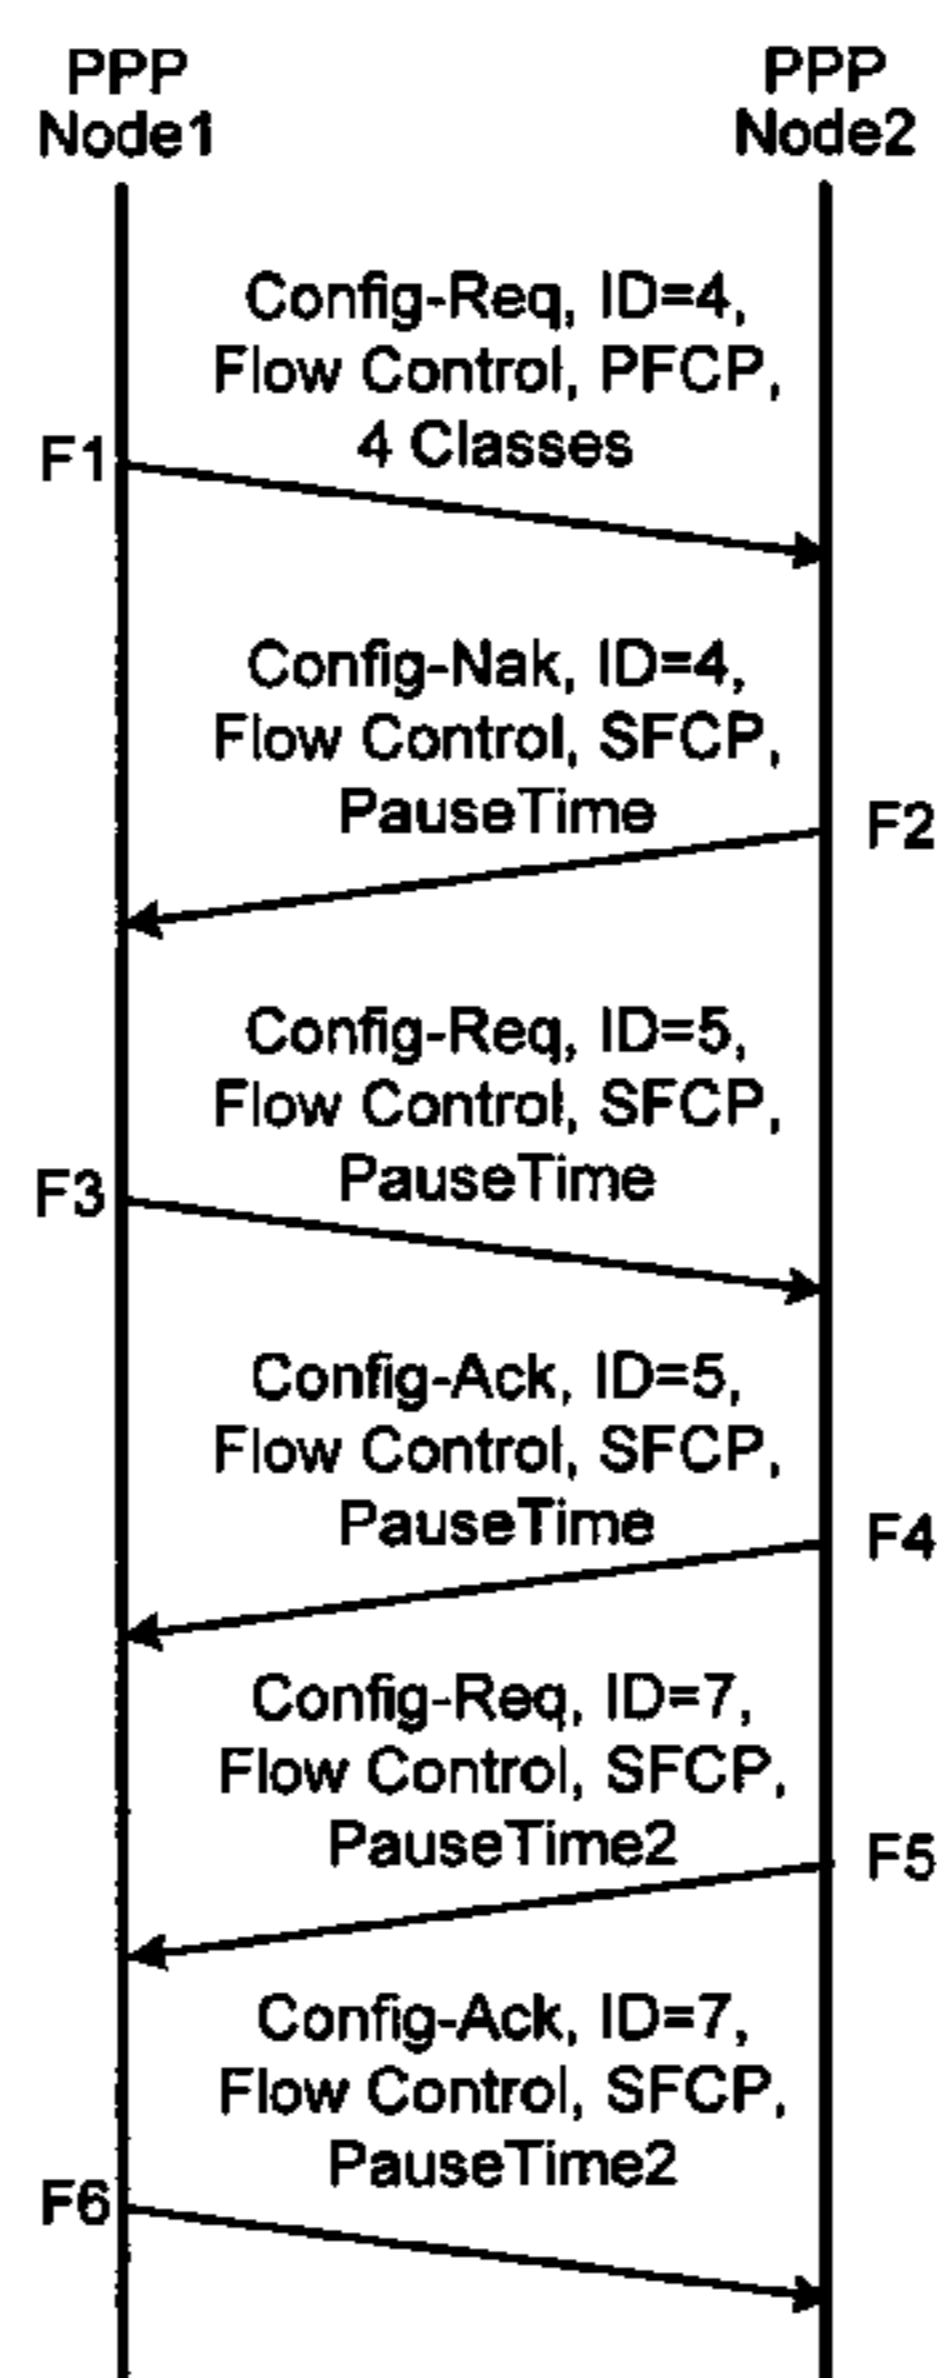 PPP
Node1
PPP
Node2
Config-Req, ID=4,
Flow Control, PFCP,
4 Classes
F1
Config-Nak, ID=4,
Flow Control, SFCP,
PauseTime
F2
Config-Req, ID=5,
Flow Control, SFCP,
PauseTime
F3
Config-Ack, ID=5,
Flow Control, SFCP,
PauseTime
F4
Config-Req, ID=7,
Flow Control, SFCP,
PauseTime2
F5
Config-Ack, ID=7,
Flow Control, SFCP,
PauseTime2
F6